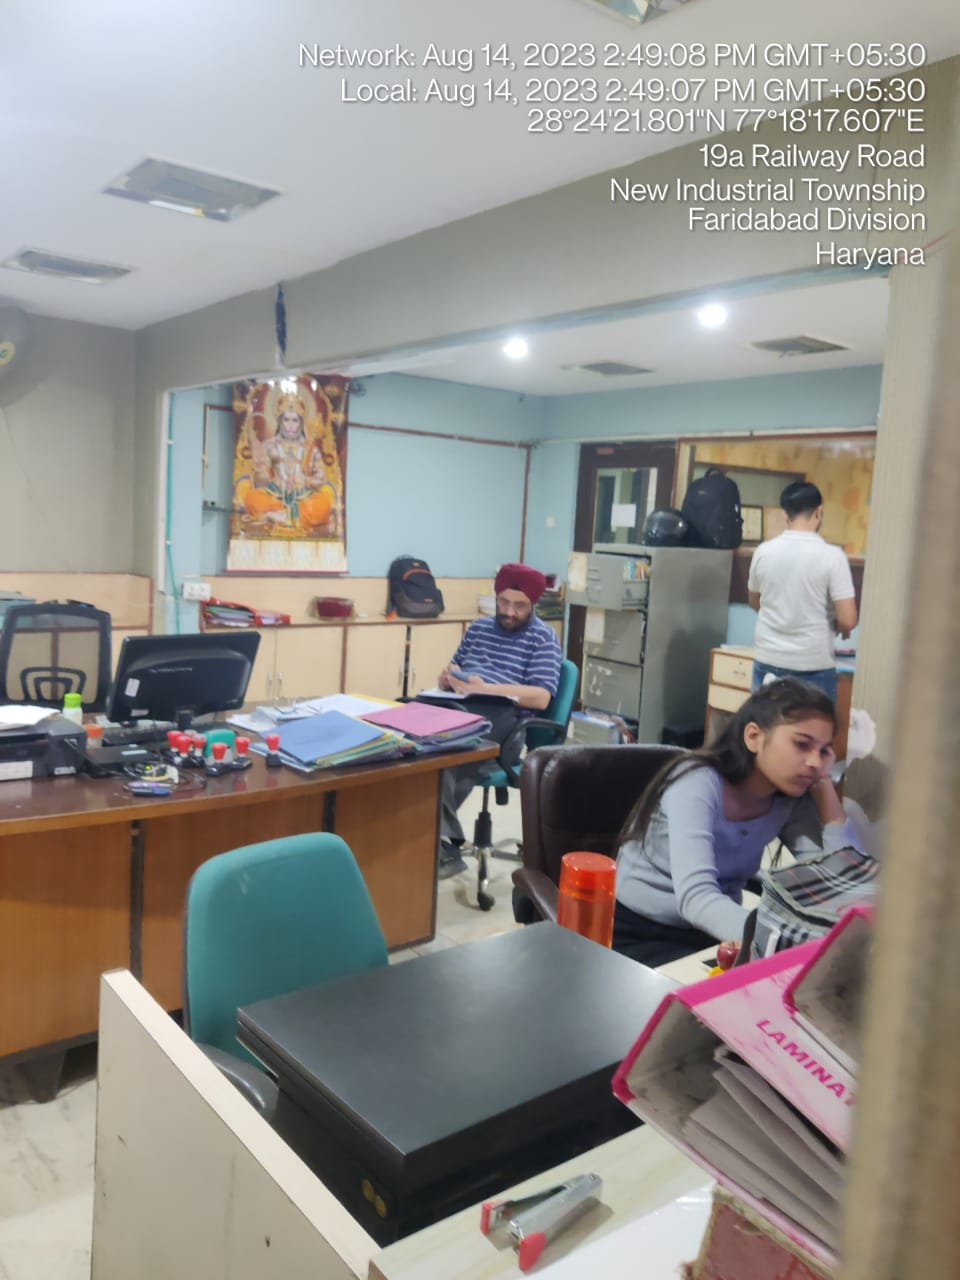 Network: Aug 14, 2023 2:49:08 PM GMT+05:30
Local: Aug 14, 2023 2:49:07 PM GMT+05:30
28°24'21.801"N 77°18'17.607"E
19a Railway Road
New Industrial Township
Faridabad Division
Haryana
LAMINAT